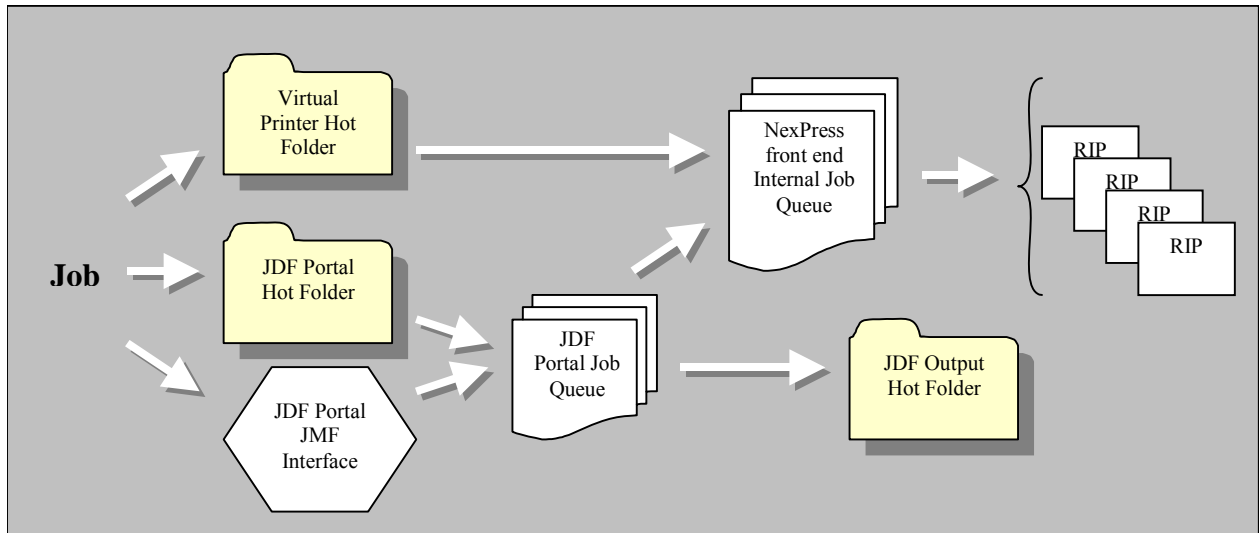 Virtual
Printer Hot
Folder
NexPress
front end
Internal Job
Queue
RIP
RIP
RIP
RIP
Job
JDF Portal
Hot Folder
JDF Portal
JMF
Interface
JDF
Portal Job
Queue
JDF Output
Hot Folder